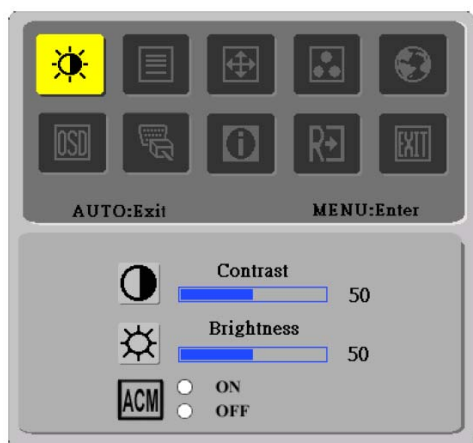 OSD i R EXIT
AUTO:Exit MENU:Enter
Contrast
50
Brightness
50
ACM ON
OFF